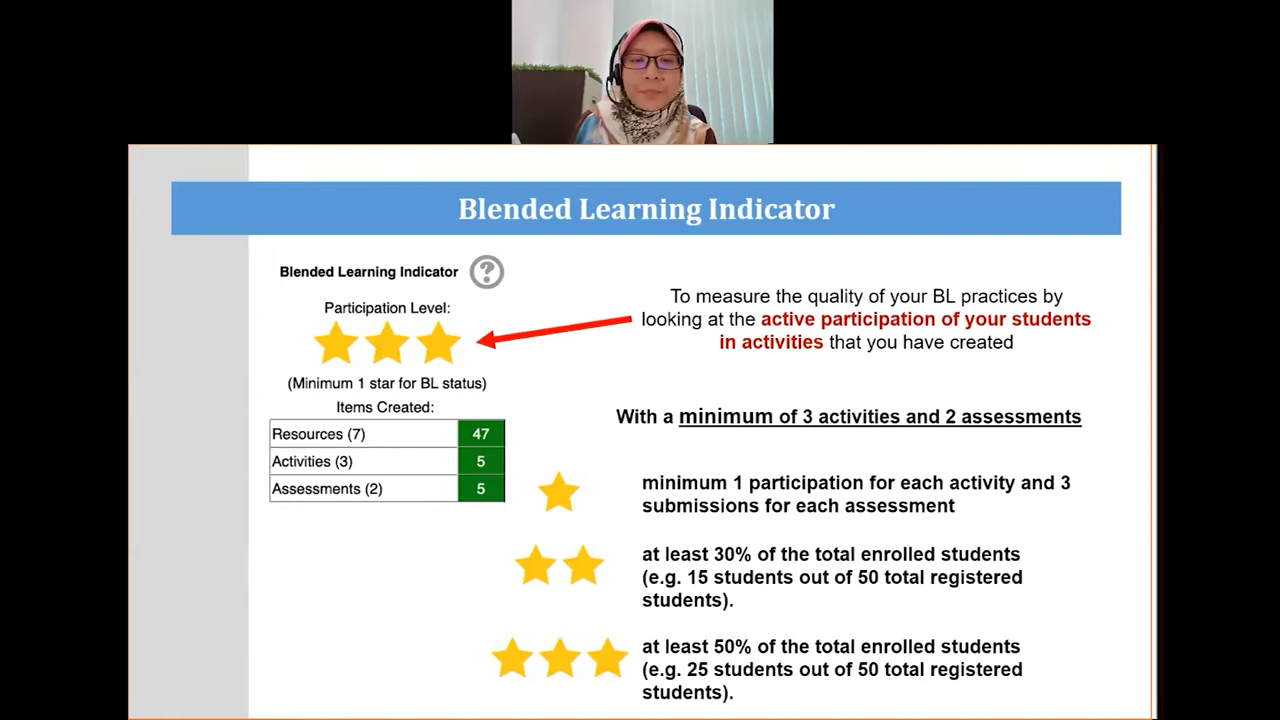 Blended Learning Indicator
Blended Learning Indicator ?
Participation Level:
(Minimum 1 star for BL status)
Items Created:
Resources (7) 47
Activities (3) 5
Assessments (2) 5
To measure the quality of your BL practices by
looking at the active participation of your students
in activities that you have created
With a minimum of 3 activities and 2 assessments
minimum 1 participation for each activity and 3
submissions for each assessment
at least 30% of the total enrolled students
(e.g. 15 students out of 50 total registered
students).
at least 50% of the total enrolled students
(e.g. 25 students out of 50 total registered
students).